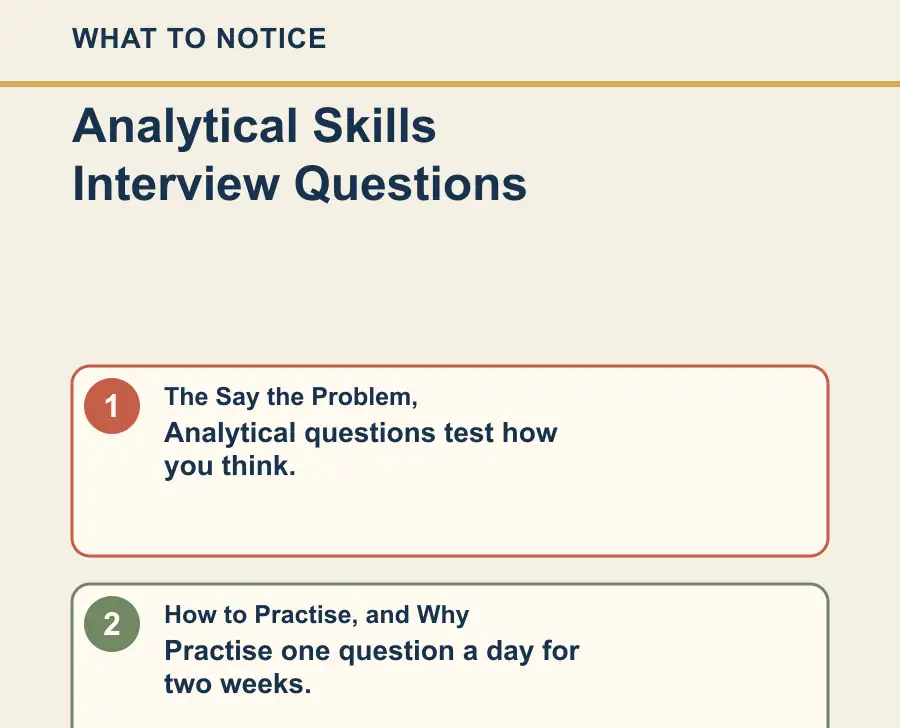 WHAT TO NOTICE
Analytical Skills
Interview Questions
1
The Say the Problem,
Analytical questions test how
you think.
2
How to Practise, and Why
Practise one question a day for
two weeks.